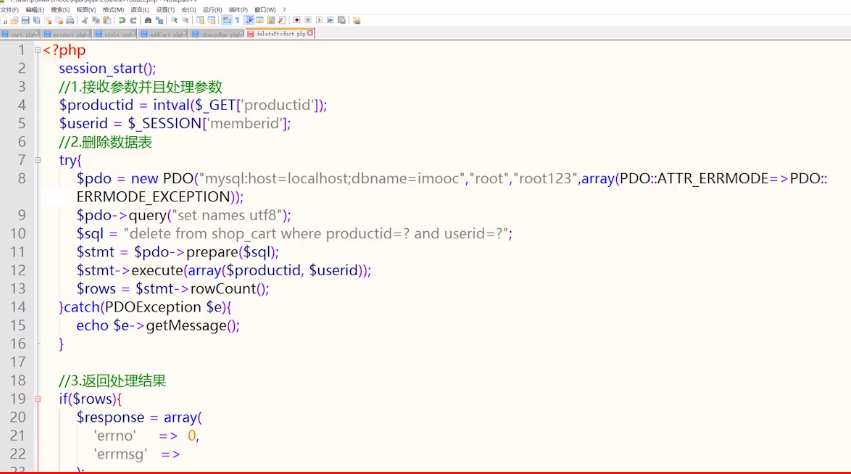 文件(F) 编辑(E) 搜索(S) 视图(V) 格式(M) 语言(L) 设置(T) 宏(O) 运行(R) 插件(P) 窗口(W) ?
deleteProduct.php
1 <?php
2 session_start();
3 //1.接收参数并且处理参数
4 $productid = intval($_GET['productid']);
5 $userid = $_SESSION['memberid'];
6 //2.删除数据表
7 try{
8 $pdo = new PDO("mysql:host=localhost;dbname=imooc","root","root123",array(PDO::ATTR_ERRMODE=>PDO::
ERRMODE_EXCEPTION));
9 $pdo->query("set names utf8");
10 $sql = "delete from shop_cart where productid=? and userid=?";
11 $stmt = $pdo->prepare($sql);
12 $stmt->execute(array($productid, $userid));
13 $rows = $stmt->rowCount();
14 }catch(PDOException $e){
15 echo $e->getMessage();
16 }
17
18 //3.返回处理结果
19 if($rows){
20 $response = array(
21 'errno' => 0,
22 'errmsg' =>
23 );